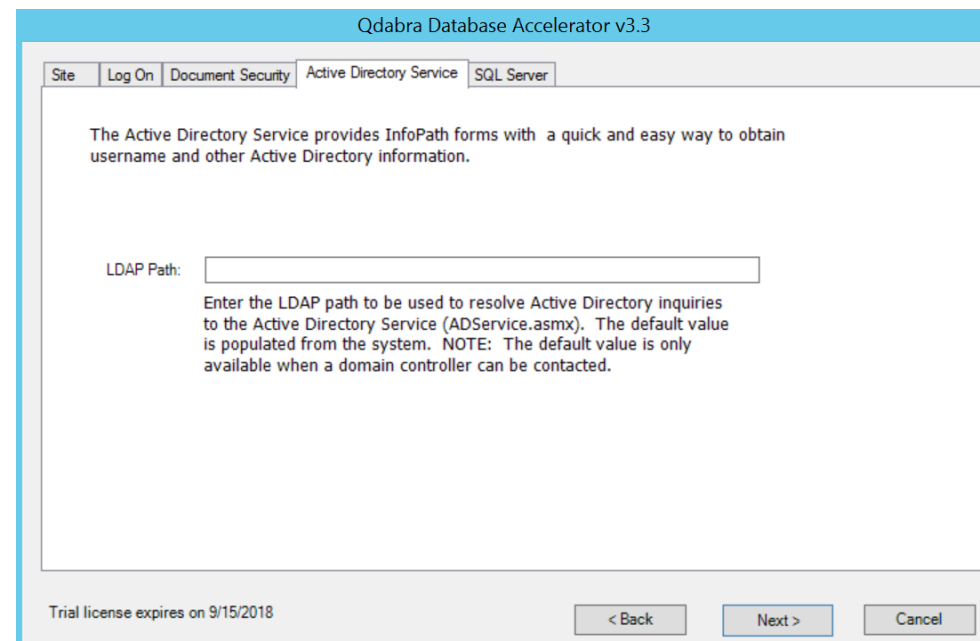 Qdabra Database Accelerator v3.3
Site Log On Document Security Active Directory Service SQL Server
The Active Directory Service provides InfoPath forms with a quick and easy way to obtain
username and other Active Directory information.
LDAP Path:
Enter the LDAP path to be used to resolve Active Directory inquiries
to the Active Directory Service (ADService.asmx). The default value
is populated from the system. NOTE: The default value is only
available when a domain controller can be contacted.
Trial license expires on 9/15/2018
< Back Next > Cancel